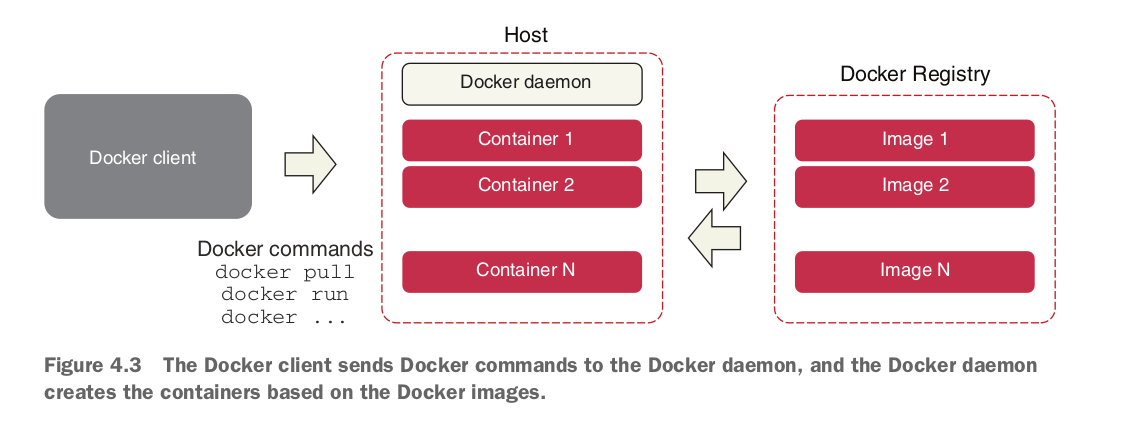 Host
Docker daemon
Docker Registry
Docker client
Container 1
Container 2
Container N
Image 1
Image 2
Image N
Docker commands
docker pull
docker run
docker ...
Figure 4.3 The Docker client sends Docker commands to the Docker daemon, and the Docker daemon
creates the containers based on the Docker images.